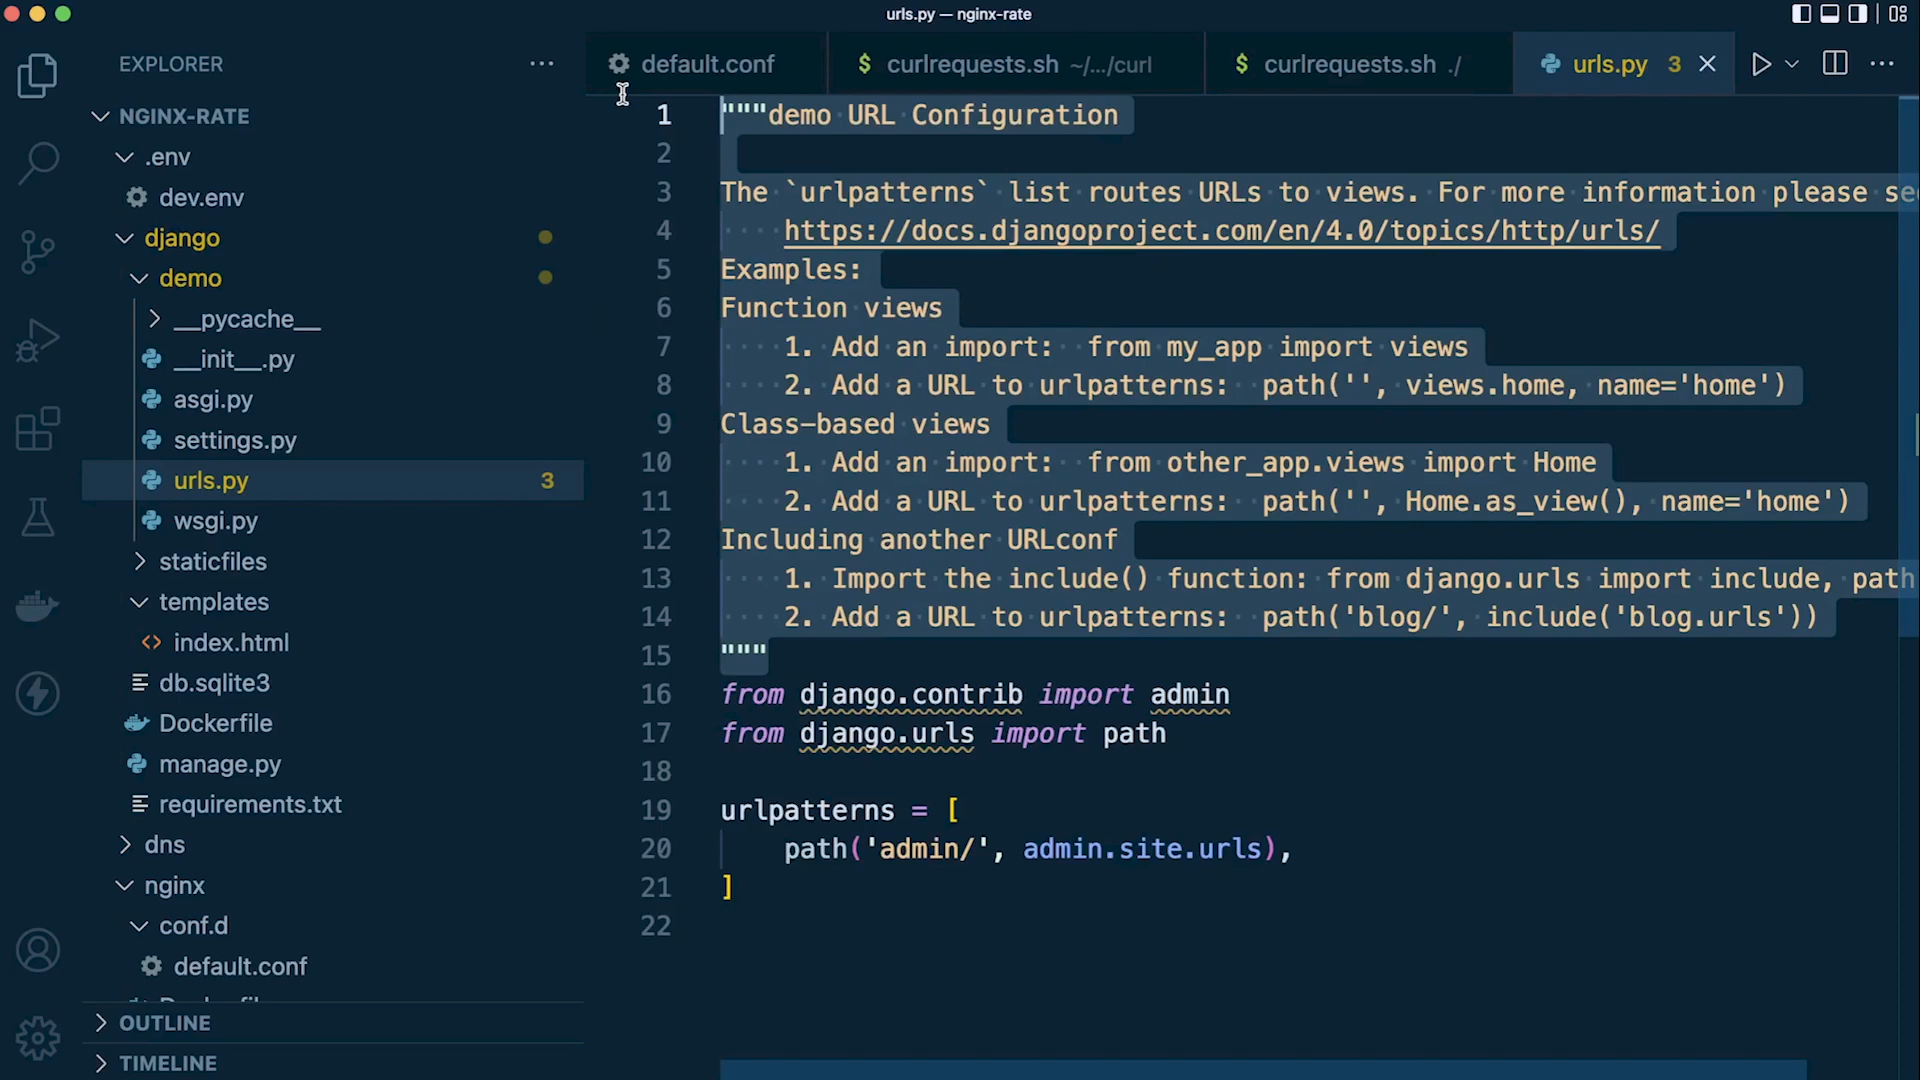 urls.py — nginx-rate
EXPLORER
NGINX-RATE
.env
dev.env
django
demo
__pycache__
__init__.py
asgi.py
settings.py
urls.py 3
wsgi.py
staticfiles
templates
index.html
db.sqlite3
Dockerfile
manage.py
requirements.txt
dns
nginx
conf.d
default.conf
OUTLINE
TIMELINE
default.conf
$ curlrequests.sh ~/.../curl
$ curlrequests.sh ./
urls.py 3
1 """demo URL Configuration
2
3 The `urlpatterns` list routes URLs to views. For more information please
4 https://docs.djangoproject.com/en/4.0/topics/http/urls/
5 Examples:
6 Function views
7 1. Add an import:  from my_app import views
8 2. Add a URL to urlpatterns:  path('', views.home, name='home')
9 Class-based views
10 1. Add an import:  from other_app.views import Home
11 2. Add a URL to urlpatterns:  path('', Home.as_view(), name='home')
12 Including another URLconf
13 1. Import the include() function: from django.urls import include, path
14 2. Add a URL to urlpatterns:  path('blog/', include('blog.urls'))
15 """
16 from django.contrib import admin
17 from django.urls import path
18
19 urlpatterns = [
20 path('admin/', admin.site.urls),
21 ]
22